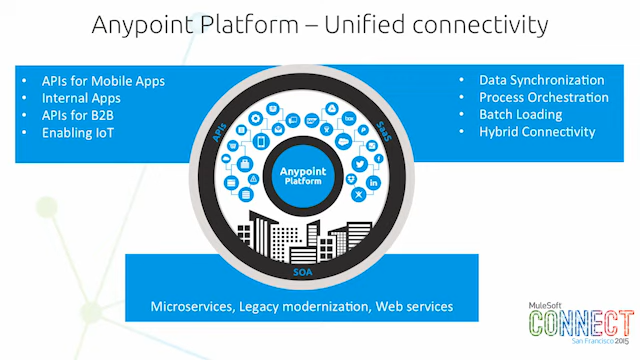 Anypoint Platform – Unified connectivity
• APIs for Mobile Apps
• Internal Apps
• APIs for B2B
• Enabling IoT
• Data Synchronization
• Process Orchestration
• Batch Loading
• Hybrid Connectivity
APIs
SaaS
Anypoint
Platform
SOA
Microservices, Legacy modernization, Web services
MuleSoft
CONNECT
San Francisco 2015